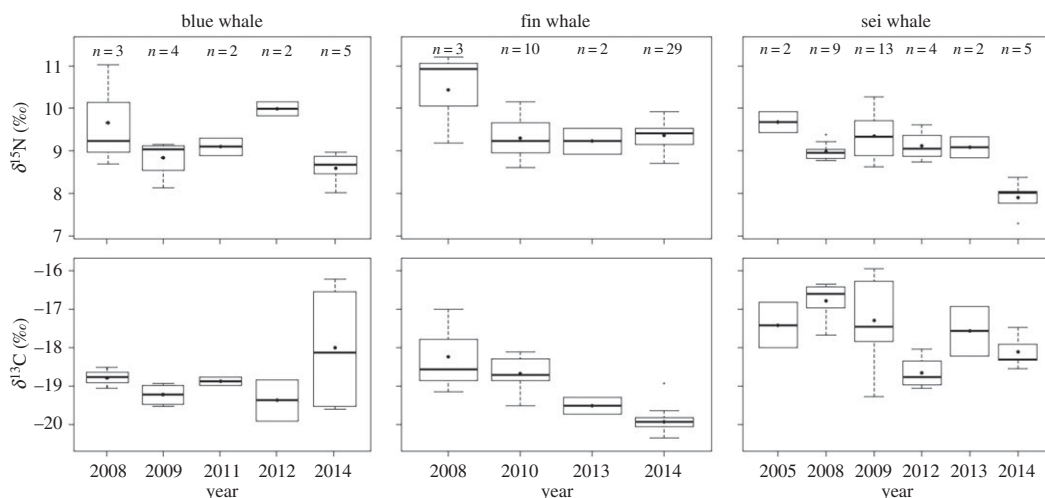 blue whale fin whale sei whale
n = 3 n = 4 n = 2 n = 2 n = 5 n = 3 n = 10 n = 2 n = 29 n = 2 n = 9 n = 13 n = 4 n = 2 n = 5
11
10
9
8
7
δ¹⁵N (‰)
−16
−17
−18
−19
−20
δ¹³C (‰)
2008 2009 2011 2012 2014 2008 2010 2013 2014 2005 2008 2009 2012 2013 2014
year year year